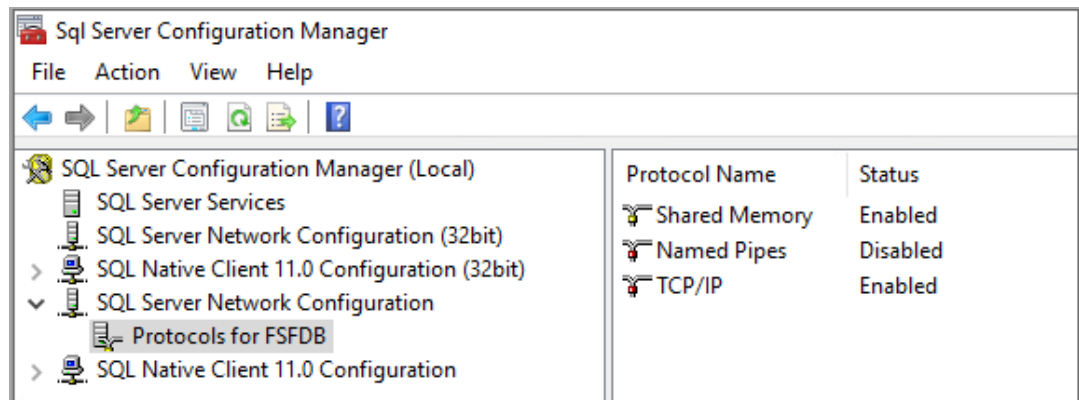 Sql Server Configuration Manager
File Action View Help
SQL Server Configuration Manager (Local)
SQL Server Services
SQL Server Network Configuration (32bit)
SQL Native Client 11.0 Configuration (32bit)
SQL Server Network Configuration
Protocols for FSFDB
SQL Native Client 11.0 Configuration
Protocol Name Status
Shared Memory Enabled
Named Pipes Disabled
TCP/IP Enabled